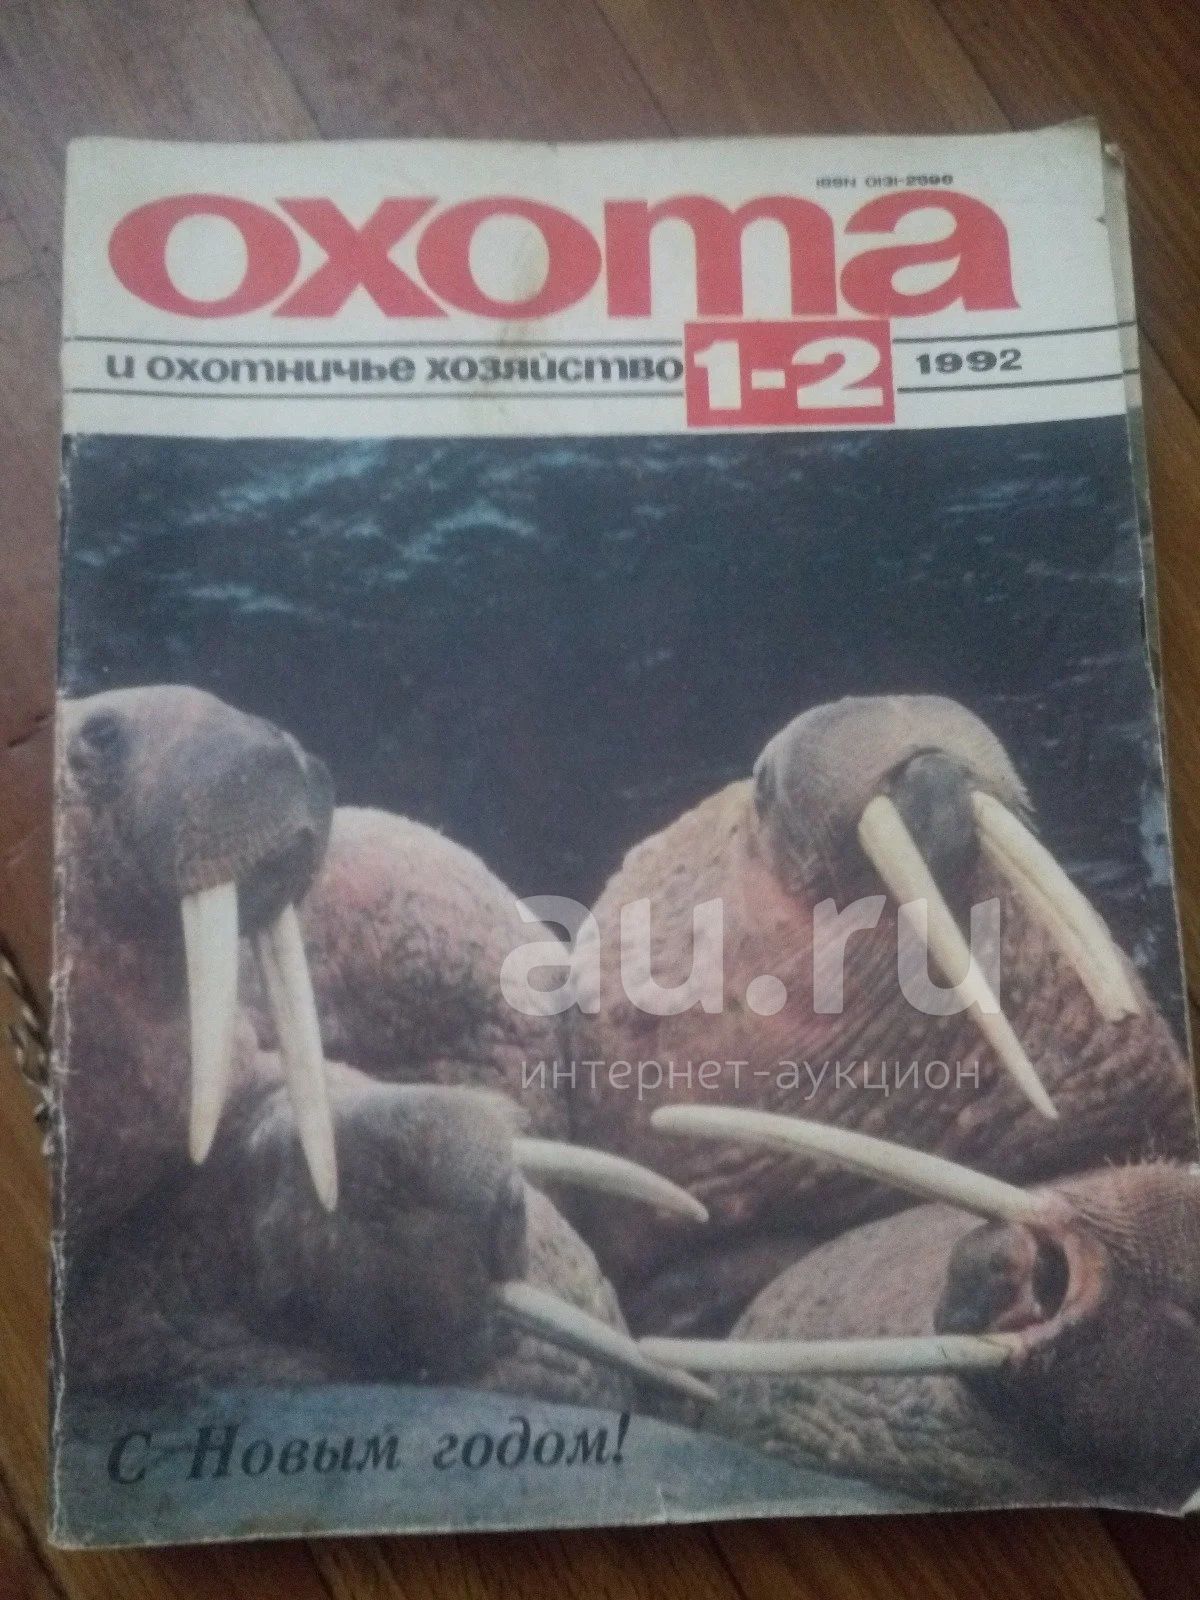 ISSN 0131-2596
охота
и охотничье хозяйство 1-2 1992
au.ru
интернет-аукцион
С Новым годом!